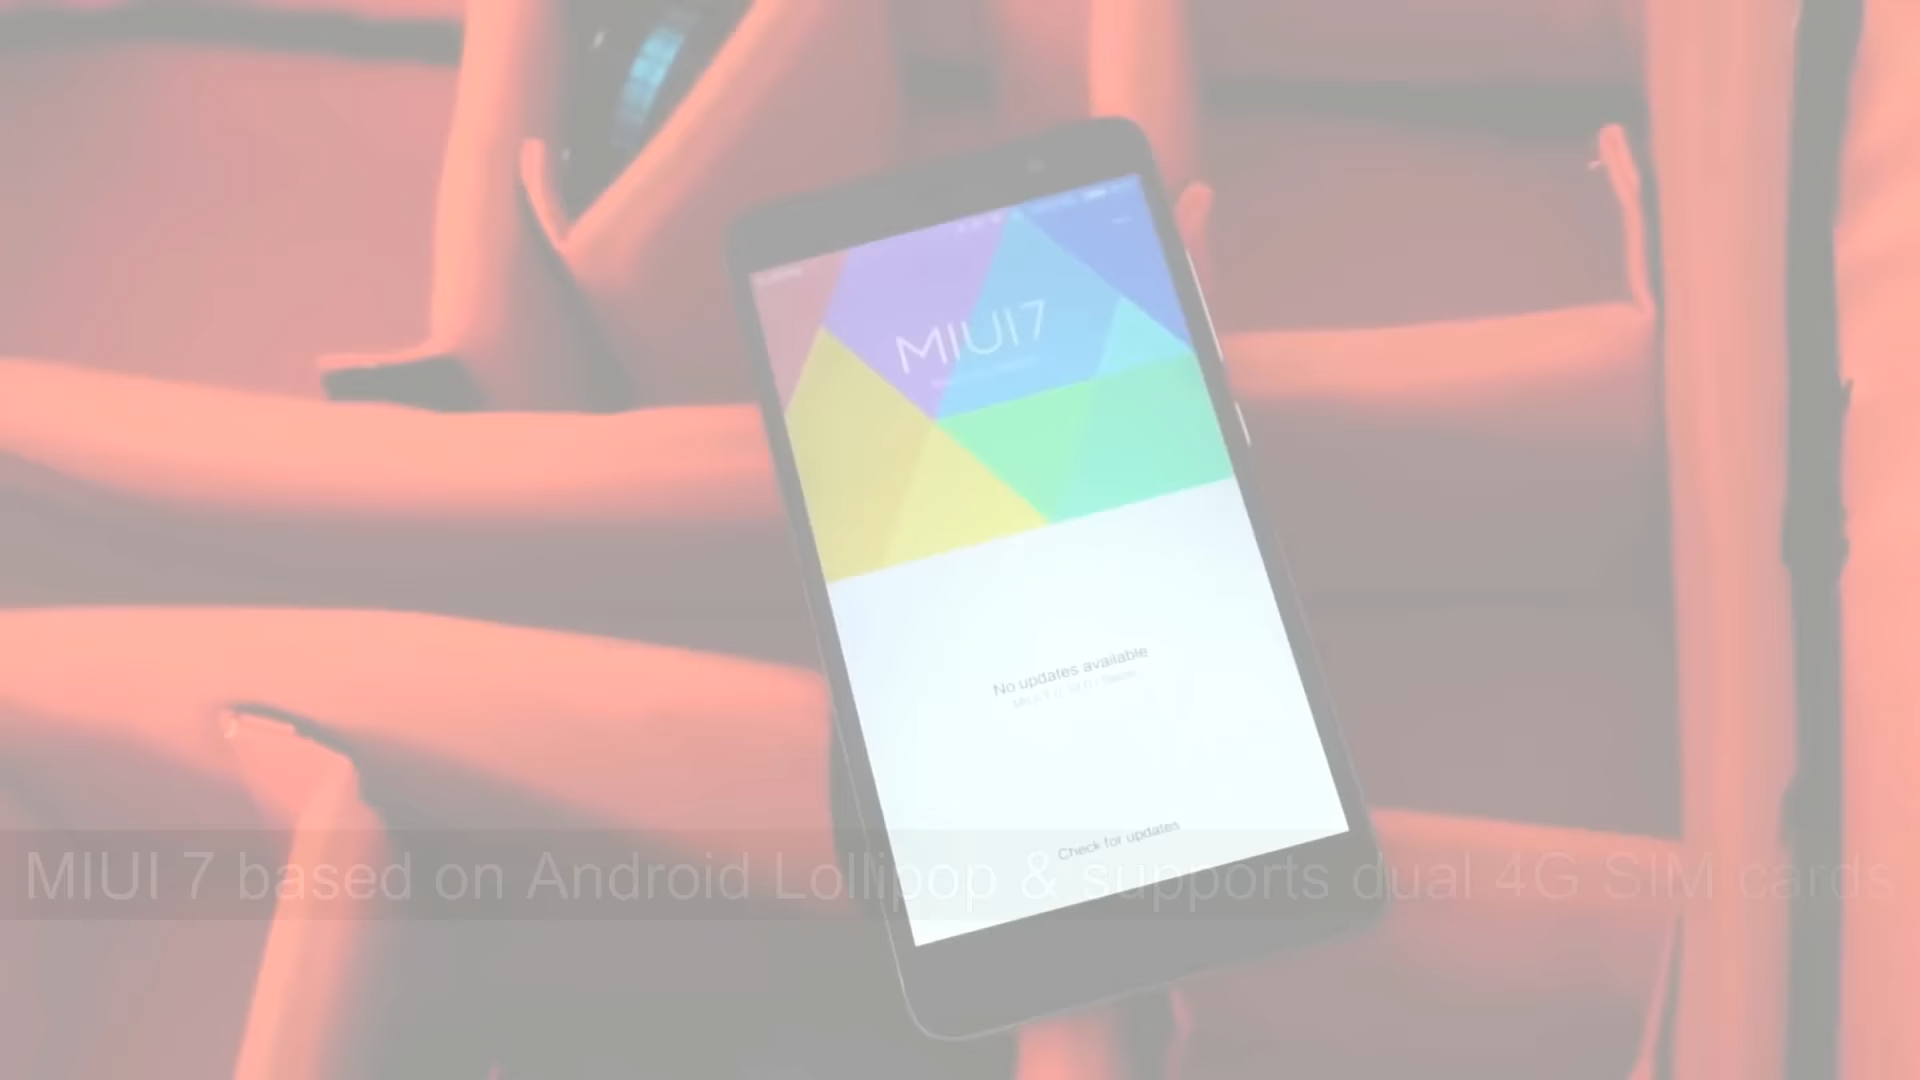 MIUI7
No updates available
Check for updates
MIUI 7 based on Android Lollipop & supports dual 4G SIM cards